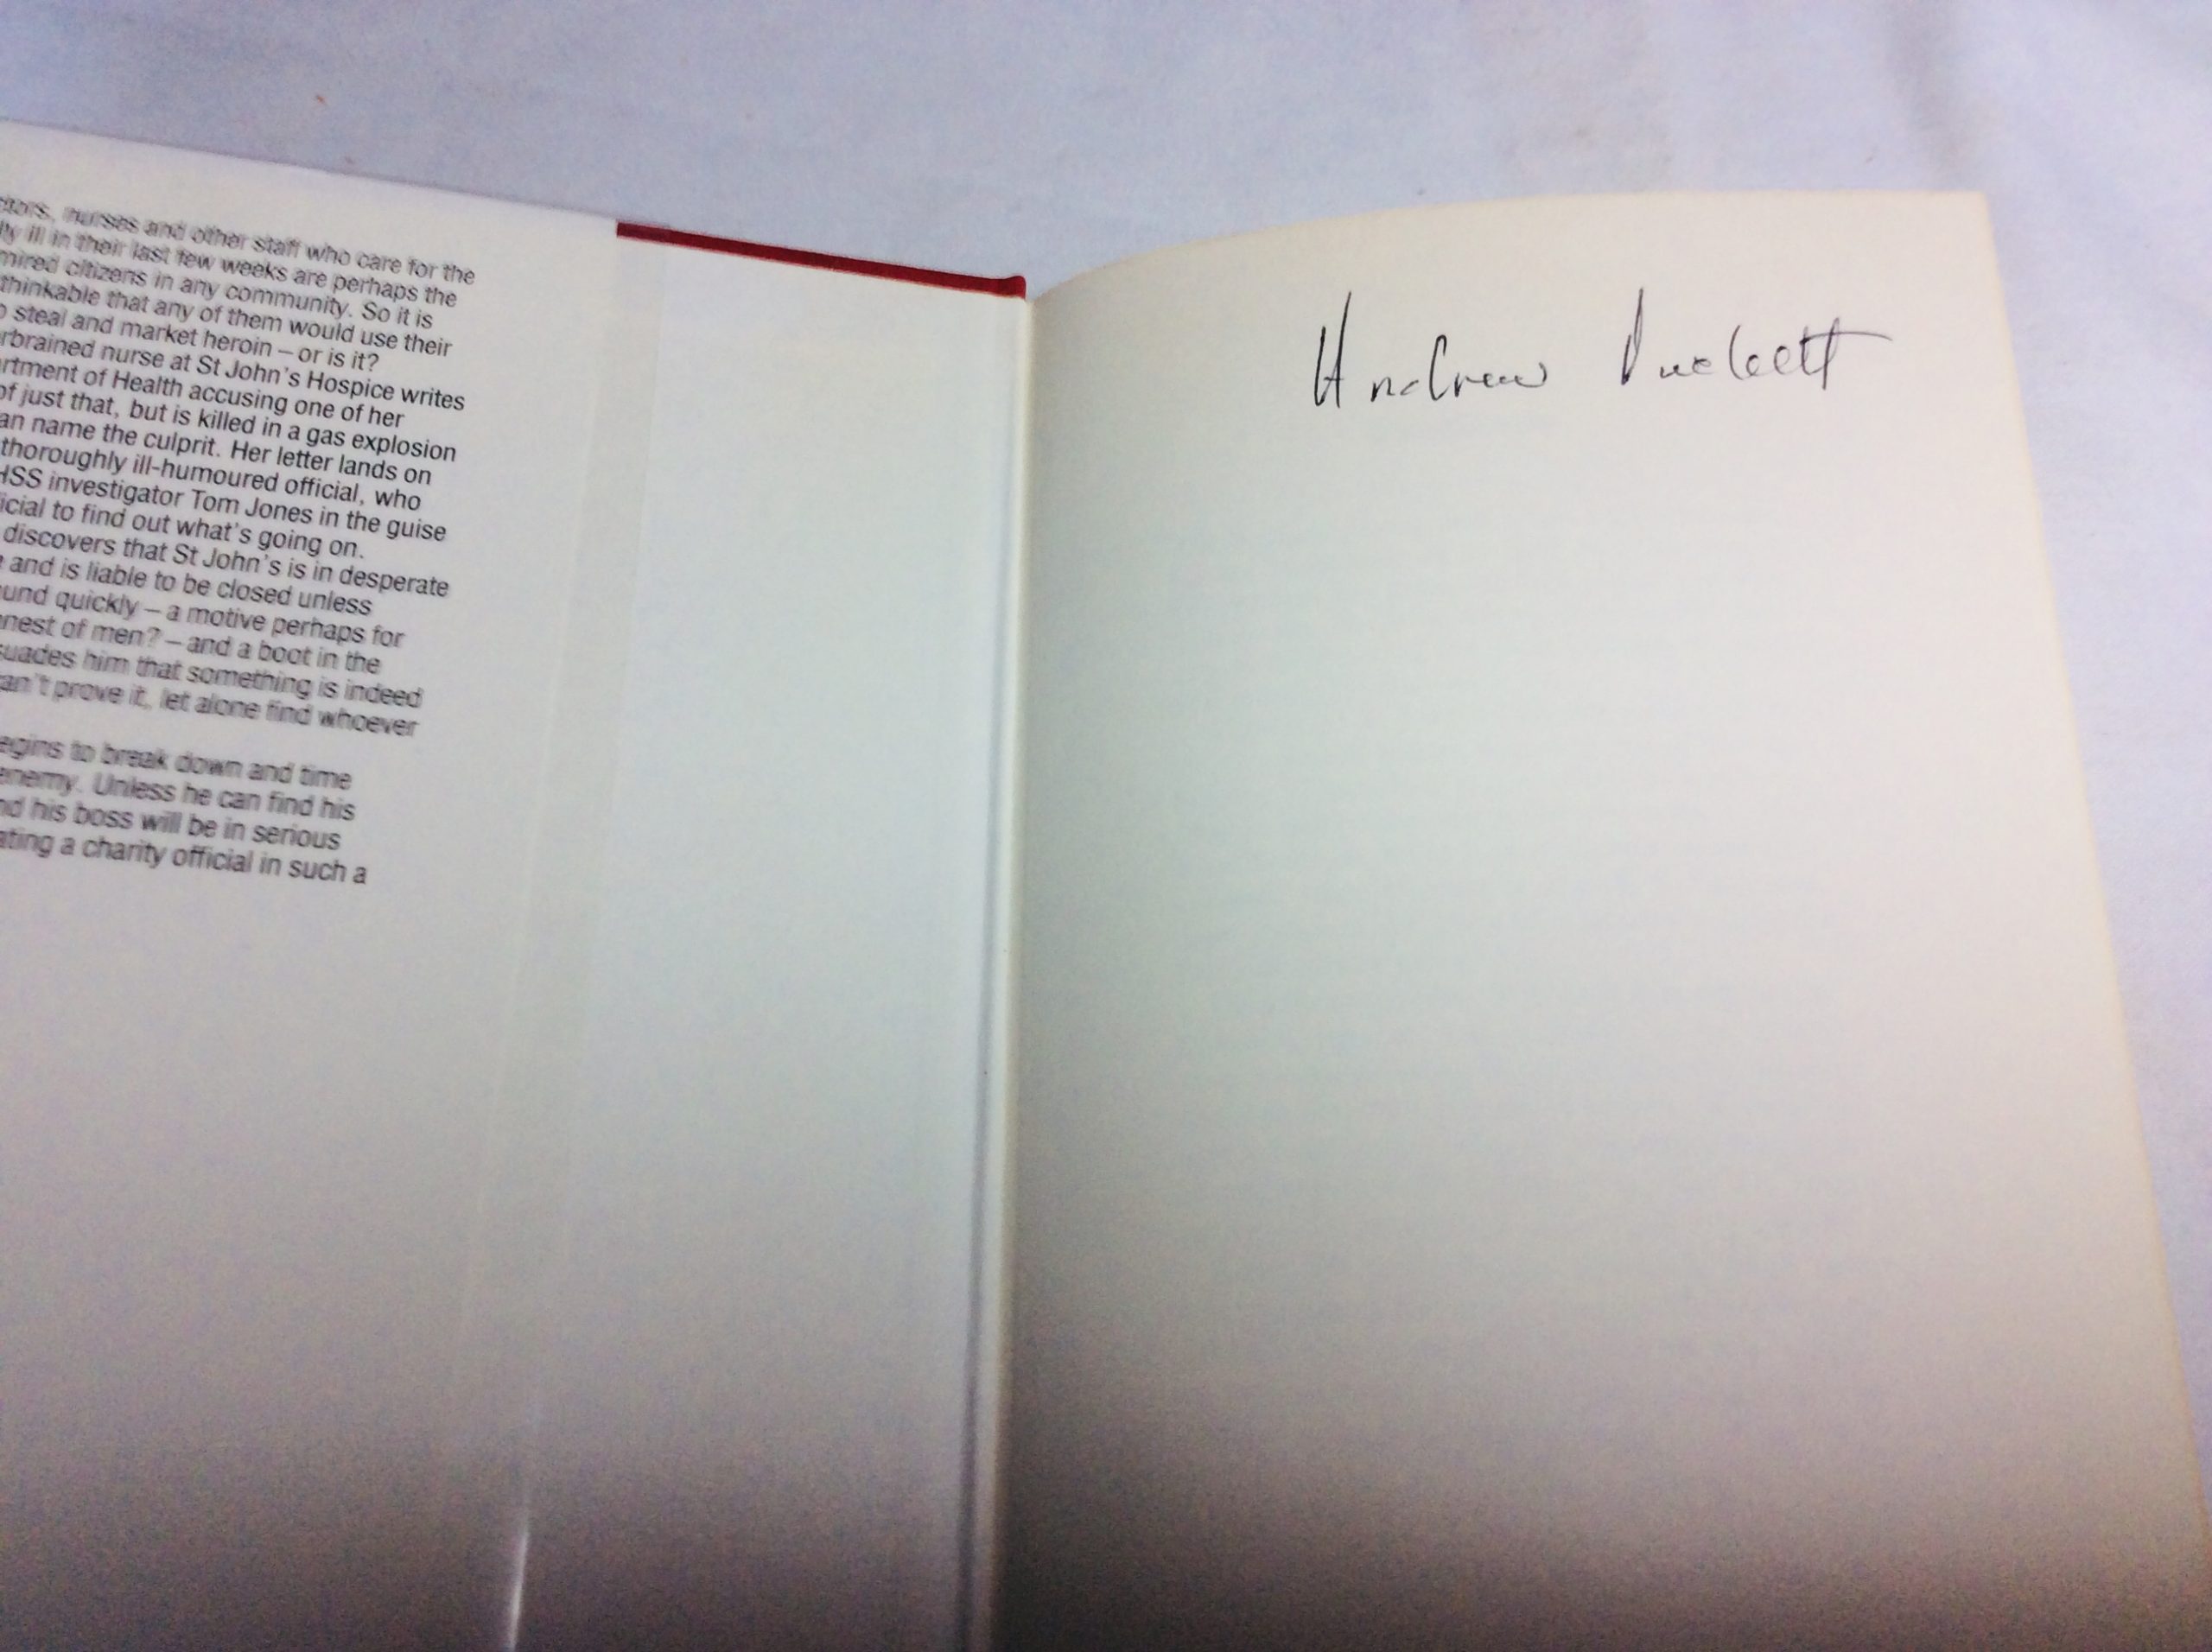 nurses and other staff who care for the
ill in their last few weeks are perhaps the
citizens in any community. So it is
thinkable that any of them would use their
steal and market heroin – or is it?
rbrained nurse at St John's Hospice writes
rtment of Health accusing one of her
of just that, but is killed in a gas explosion
an name the culprit. Her letter lands on
thoroughly ill-humoured official, who
HSS investigator Tom Jones in the guise
icial to find out what's going on.
discovers that St John's is in desperate
and is liable to be closed unless
und quickly – a motive perhaps for
nest of men? – and a boot in the
suades him that something is indeed
an't prove it, let alone find whoever
egins to break down and time
enemy. Unless he can find his
nd his boss will be in serious
ating a charity official in such a
Andrew Puckett